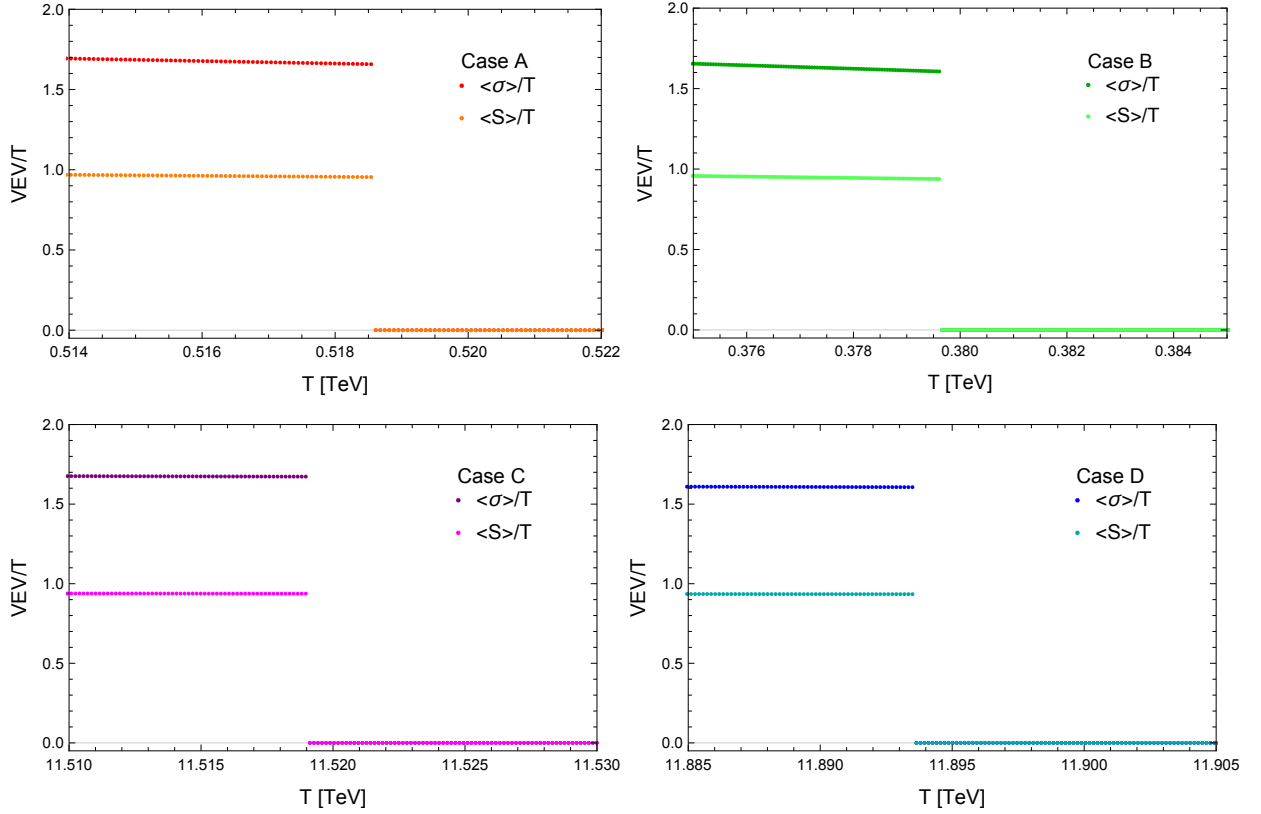 2.0
1.5
1.0
0.5
0.0
VEV/T
Case A
<σ>/T
<S>/T
0.514 0.516 0.518 0.520 0.522
T [TeV]
2.0
1.5
1.0
0.5
0.0
VEV/T
Case B
<σ>/T
<S>/T
0.376 0.378 0.380 0.382 0.384
T [TeV]
2.0
1.5
1.0
0.5
0.0
VEV/T
Case C
<σ>/T
<S>/T
11.510 11.515 11.520 11.525 11.530
T [TeV]
2.0
1.5
1.0
0.5
0.0
VEV/T
Case D
<σ>/T
<S>/T
11.885 11.890 11.895 11.900 11.905
T [TeV]